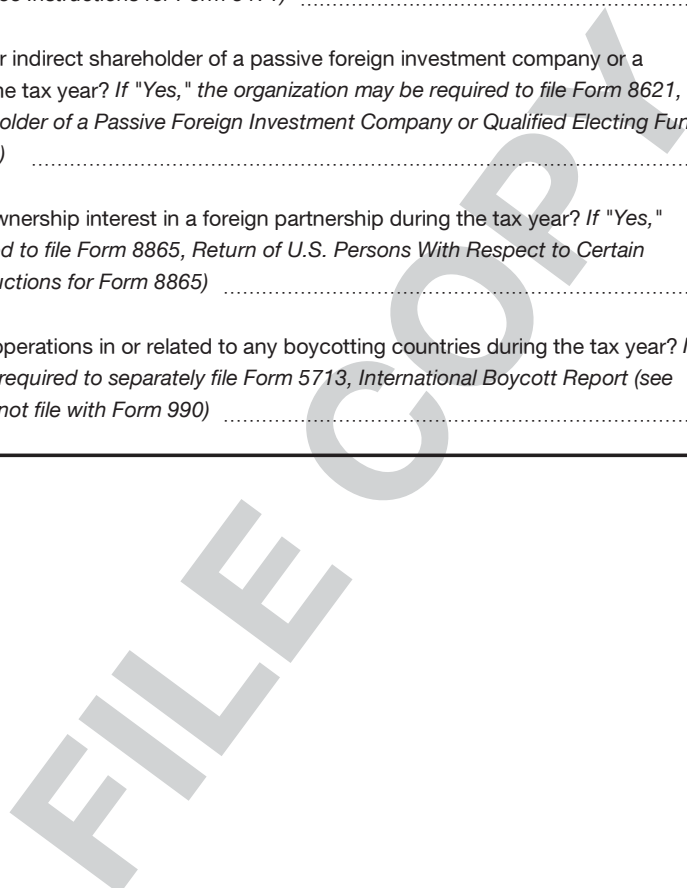 r indirect shareholder of a passive foreign investment company or a
he tax year? If "Yes," the organization may be required to file Form 8621,
older of a Passive Foreign Investment Company or Qualified Electing Fun
)
wnership interest in a foreign partnership during the tax year? If "Yes,"
d to file Form 8865, Return of U.S. Persons With Respect to Certain
uctions for Form 8865)
operations in or related to any boycotting countries during the tax year?
required to separately file Form 5713, International Boycott Report (see
not file with Form 990)
FILE COPY